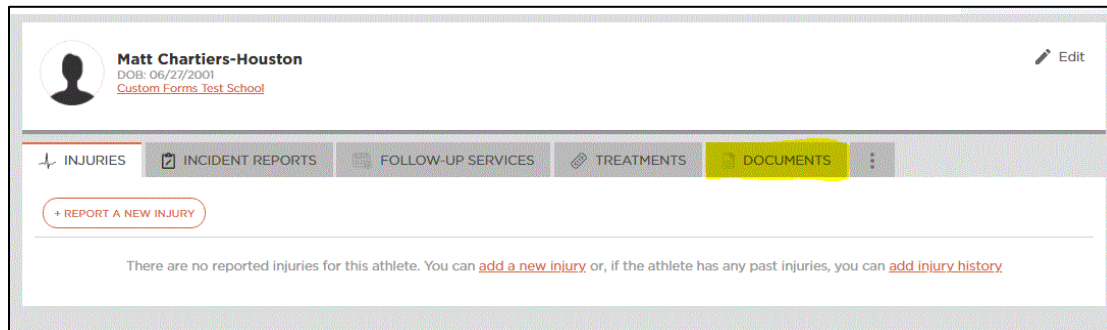 Matt Chartiers-Houston
Edit
DOB: 06/27/2001
Custom Forms Test School
INJURIES INCIDENT REPORTS FOLLOW-UP SERVICES TREATMENTS DOCUMENTS
+ REPORT A NEW INJURY
There are no reported injuries for this athlete. You can add a new injury or, if the athlete has any past injuries, you can add injury history